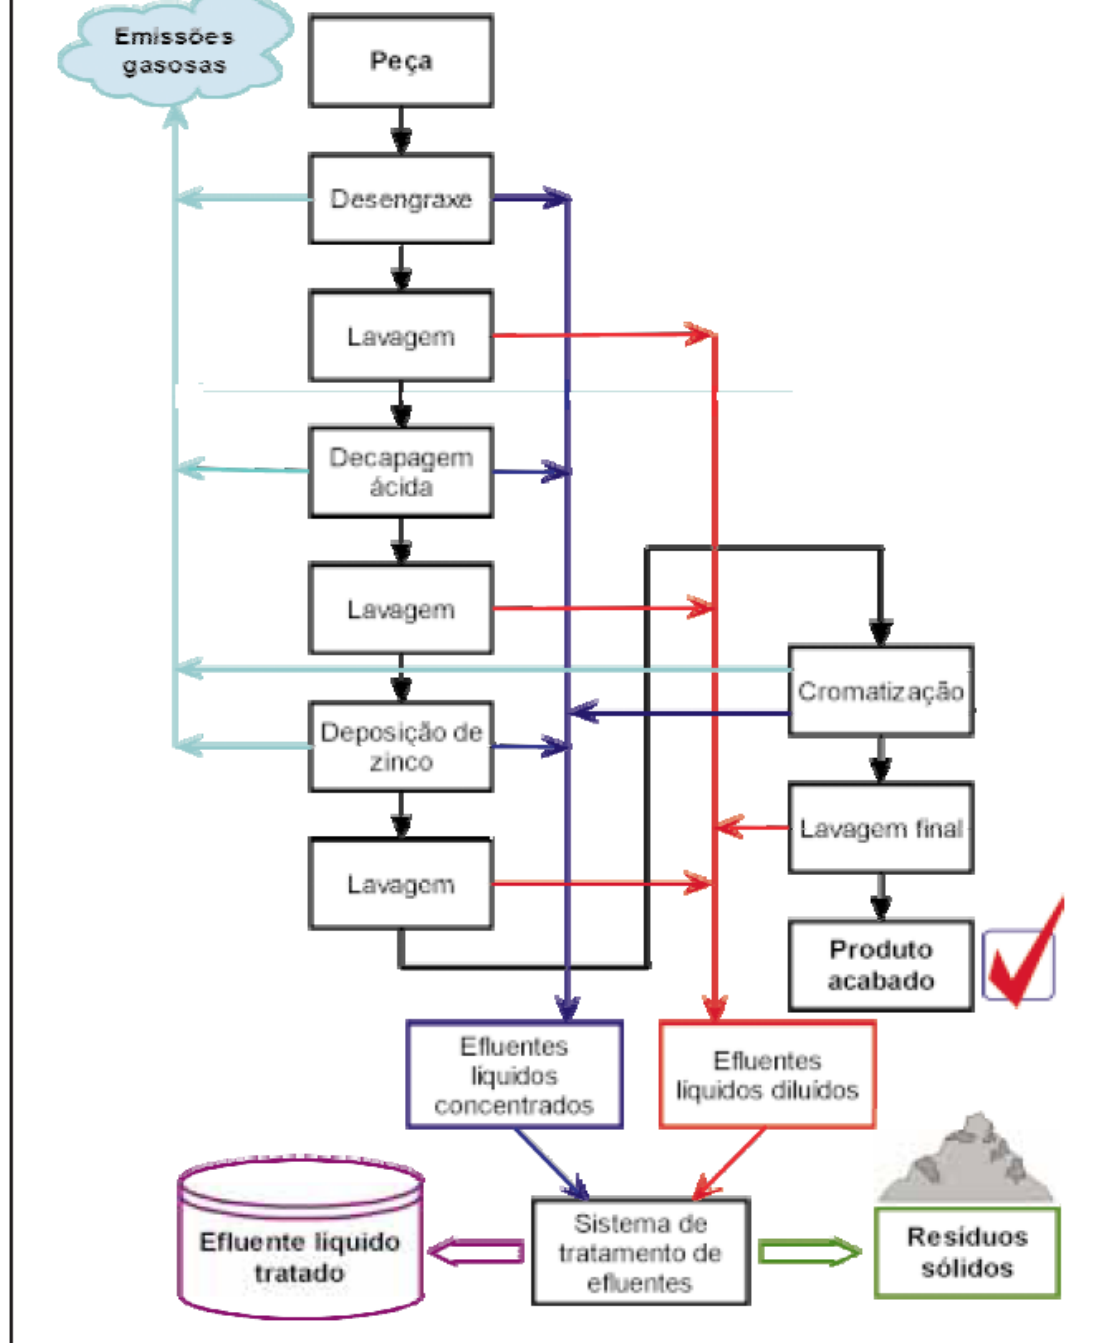 Emissões
gasosas
Peça
Desengraxe
Lavagem
Decapagem
ácida
Lavagem
Deposição de
zinco
Lavagem
Cromatização
Lavagem final
Produto
acabado
Efluentes
líquidos
concentrados
Efluentes
líquidos diluídos
Sistema de
tratamento de
efluentes
Efluente liquido
tratado
Resíduos
sólidos